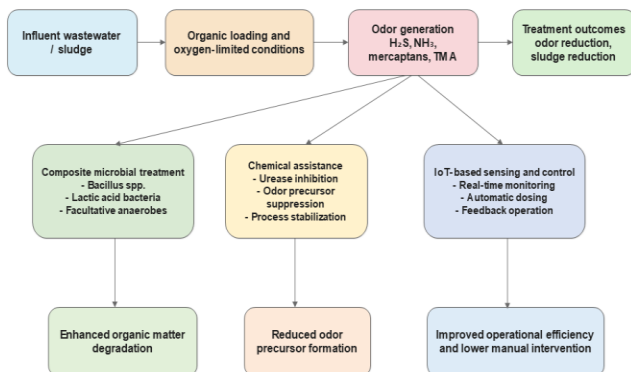 Influent wastewater
/ sludge
Organic loading and
oxygen-limited conditions
Odor generation
H₂S, NH₃,
mercaptans, TMA
Treatment outcomes
odor reduction,
sludge reduction
Composite microbial treatment
- Bacillus spp.
- Lactic acid bacteria
- Facultative anaerobes
Chemical assistance
- Urease inhibition
- Odor precursor
suppression
- Process stabilization
IoT-based sensing and control
- Real-time monitoring
- Automatic dosing
- Feedback operation
Enhanced organic matter
degradation
Reduced odor
precursor formation
Improved operational efficiency
and lower manual intervention